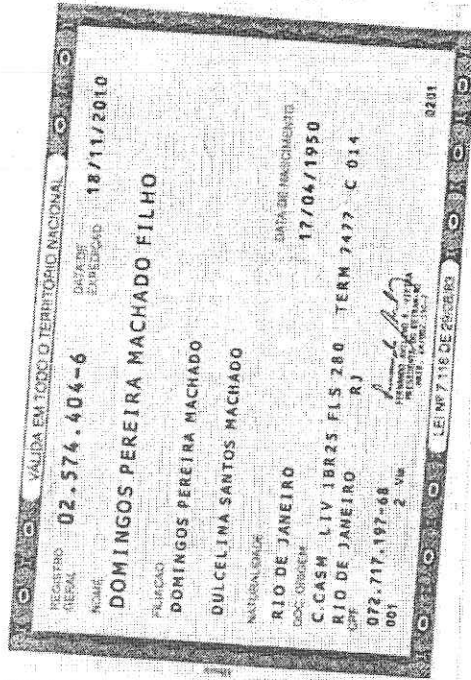 VÁLIDA EM TODO O TERRITÓRIO NACIONAL
REGISTRO GERAL 02.574.404-6 DATA DE EXPEDIÇÃO 18/11/2010
NOME
DOMINGOS PEREIRA MACHADO FILHO
FILIAÇÃO
DOMINGOS PEREIRA MACHADO
DULCELINA SANTOS MACHADO
NATURALIDADE DATA DE NASCIMENTO
RIO DE JANEIRO 17/04/1950
DOC. ORIGEM
C.CASM LIV 1BR25 FLS 280 TERM 7477 C 014
RIO DE JANEIRO RJ
CPF
072.717.197-68
001 2 Via 0201
LEI Nº 7.116 DE 29/08/83